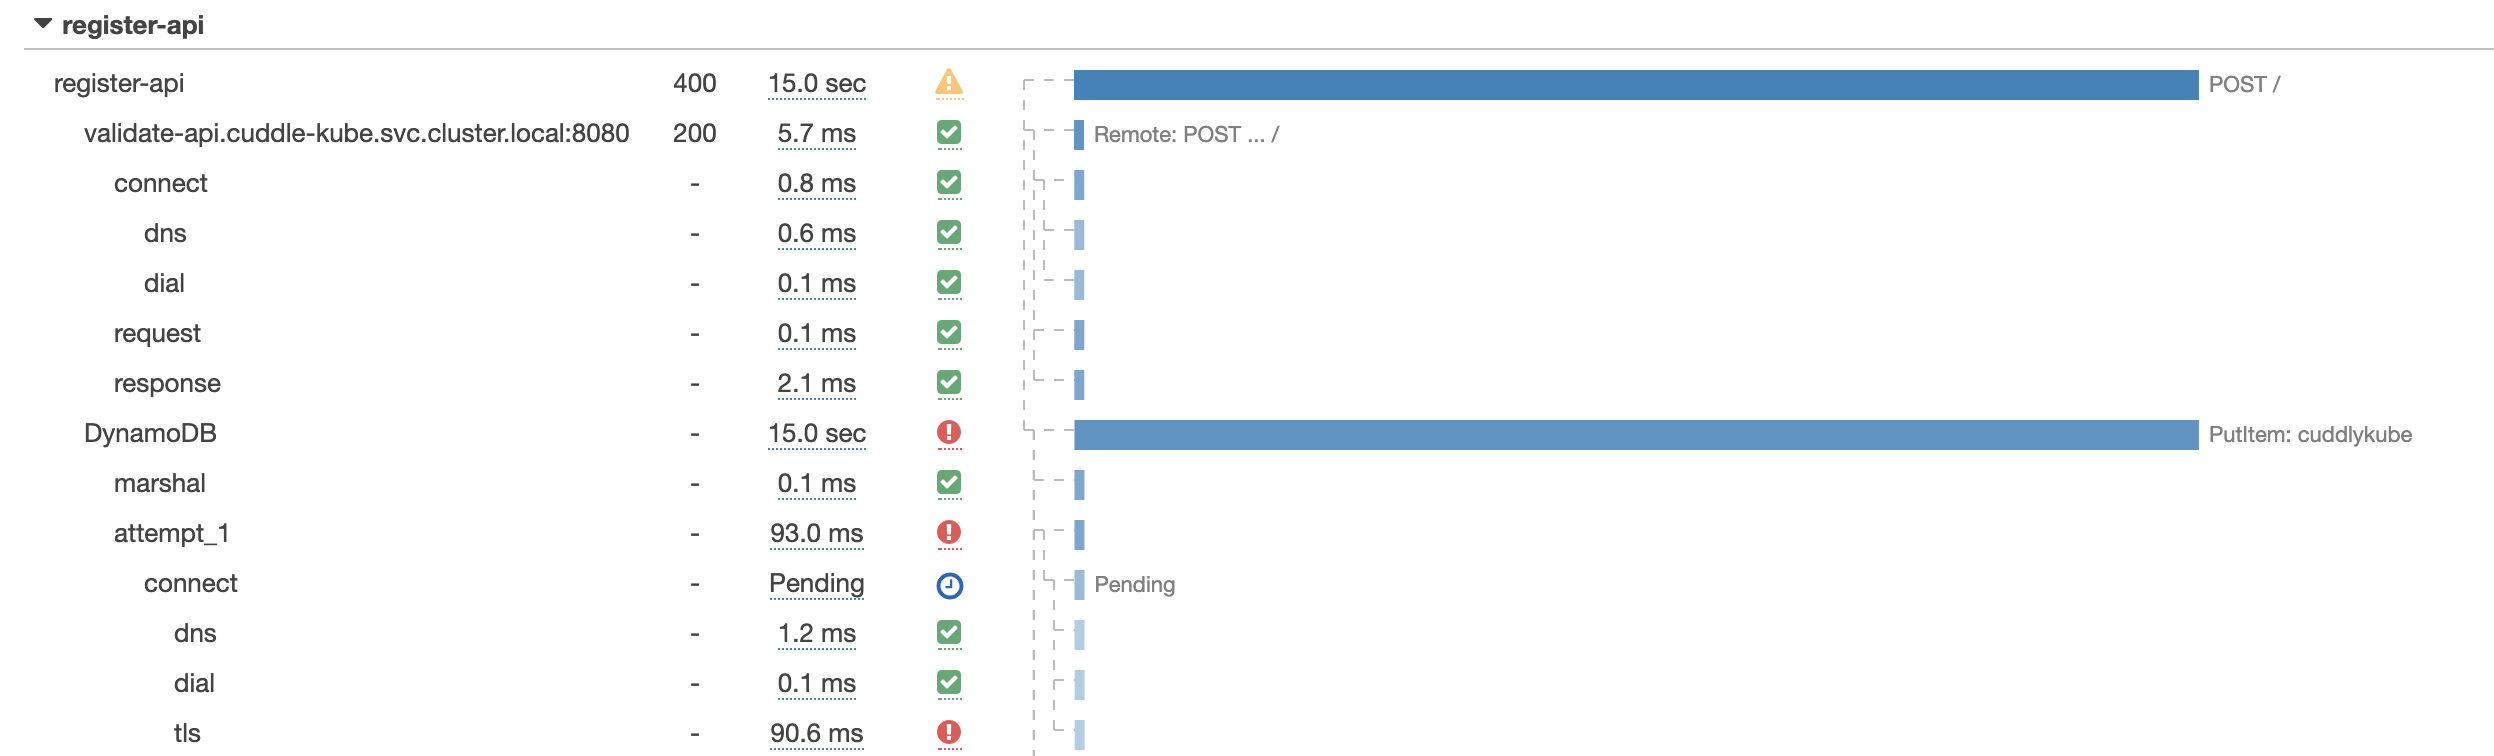 register-api
register-api 400 15.0 sec POST /
validate-api.cuddle-kube.svc.cluster.local:8080 200 5.7 ms Remote: POST ... /
connect - 0.8 ms
dns - 0.6 ms
dial - 0.1 ms
request - 0.1 ms
response - 2.1 ms
DynamoDB - 15.0 sec PutItem: cuddlykube
marshal - 0.1 ms
attempt_1 - 93.0 ms
connect - Pending Pending
dns - 1.2 ms
dial - 0.1 ms
tls - 90.6 ms